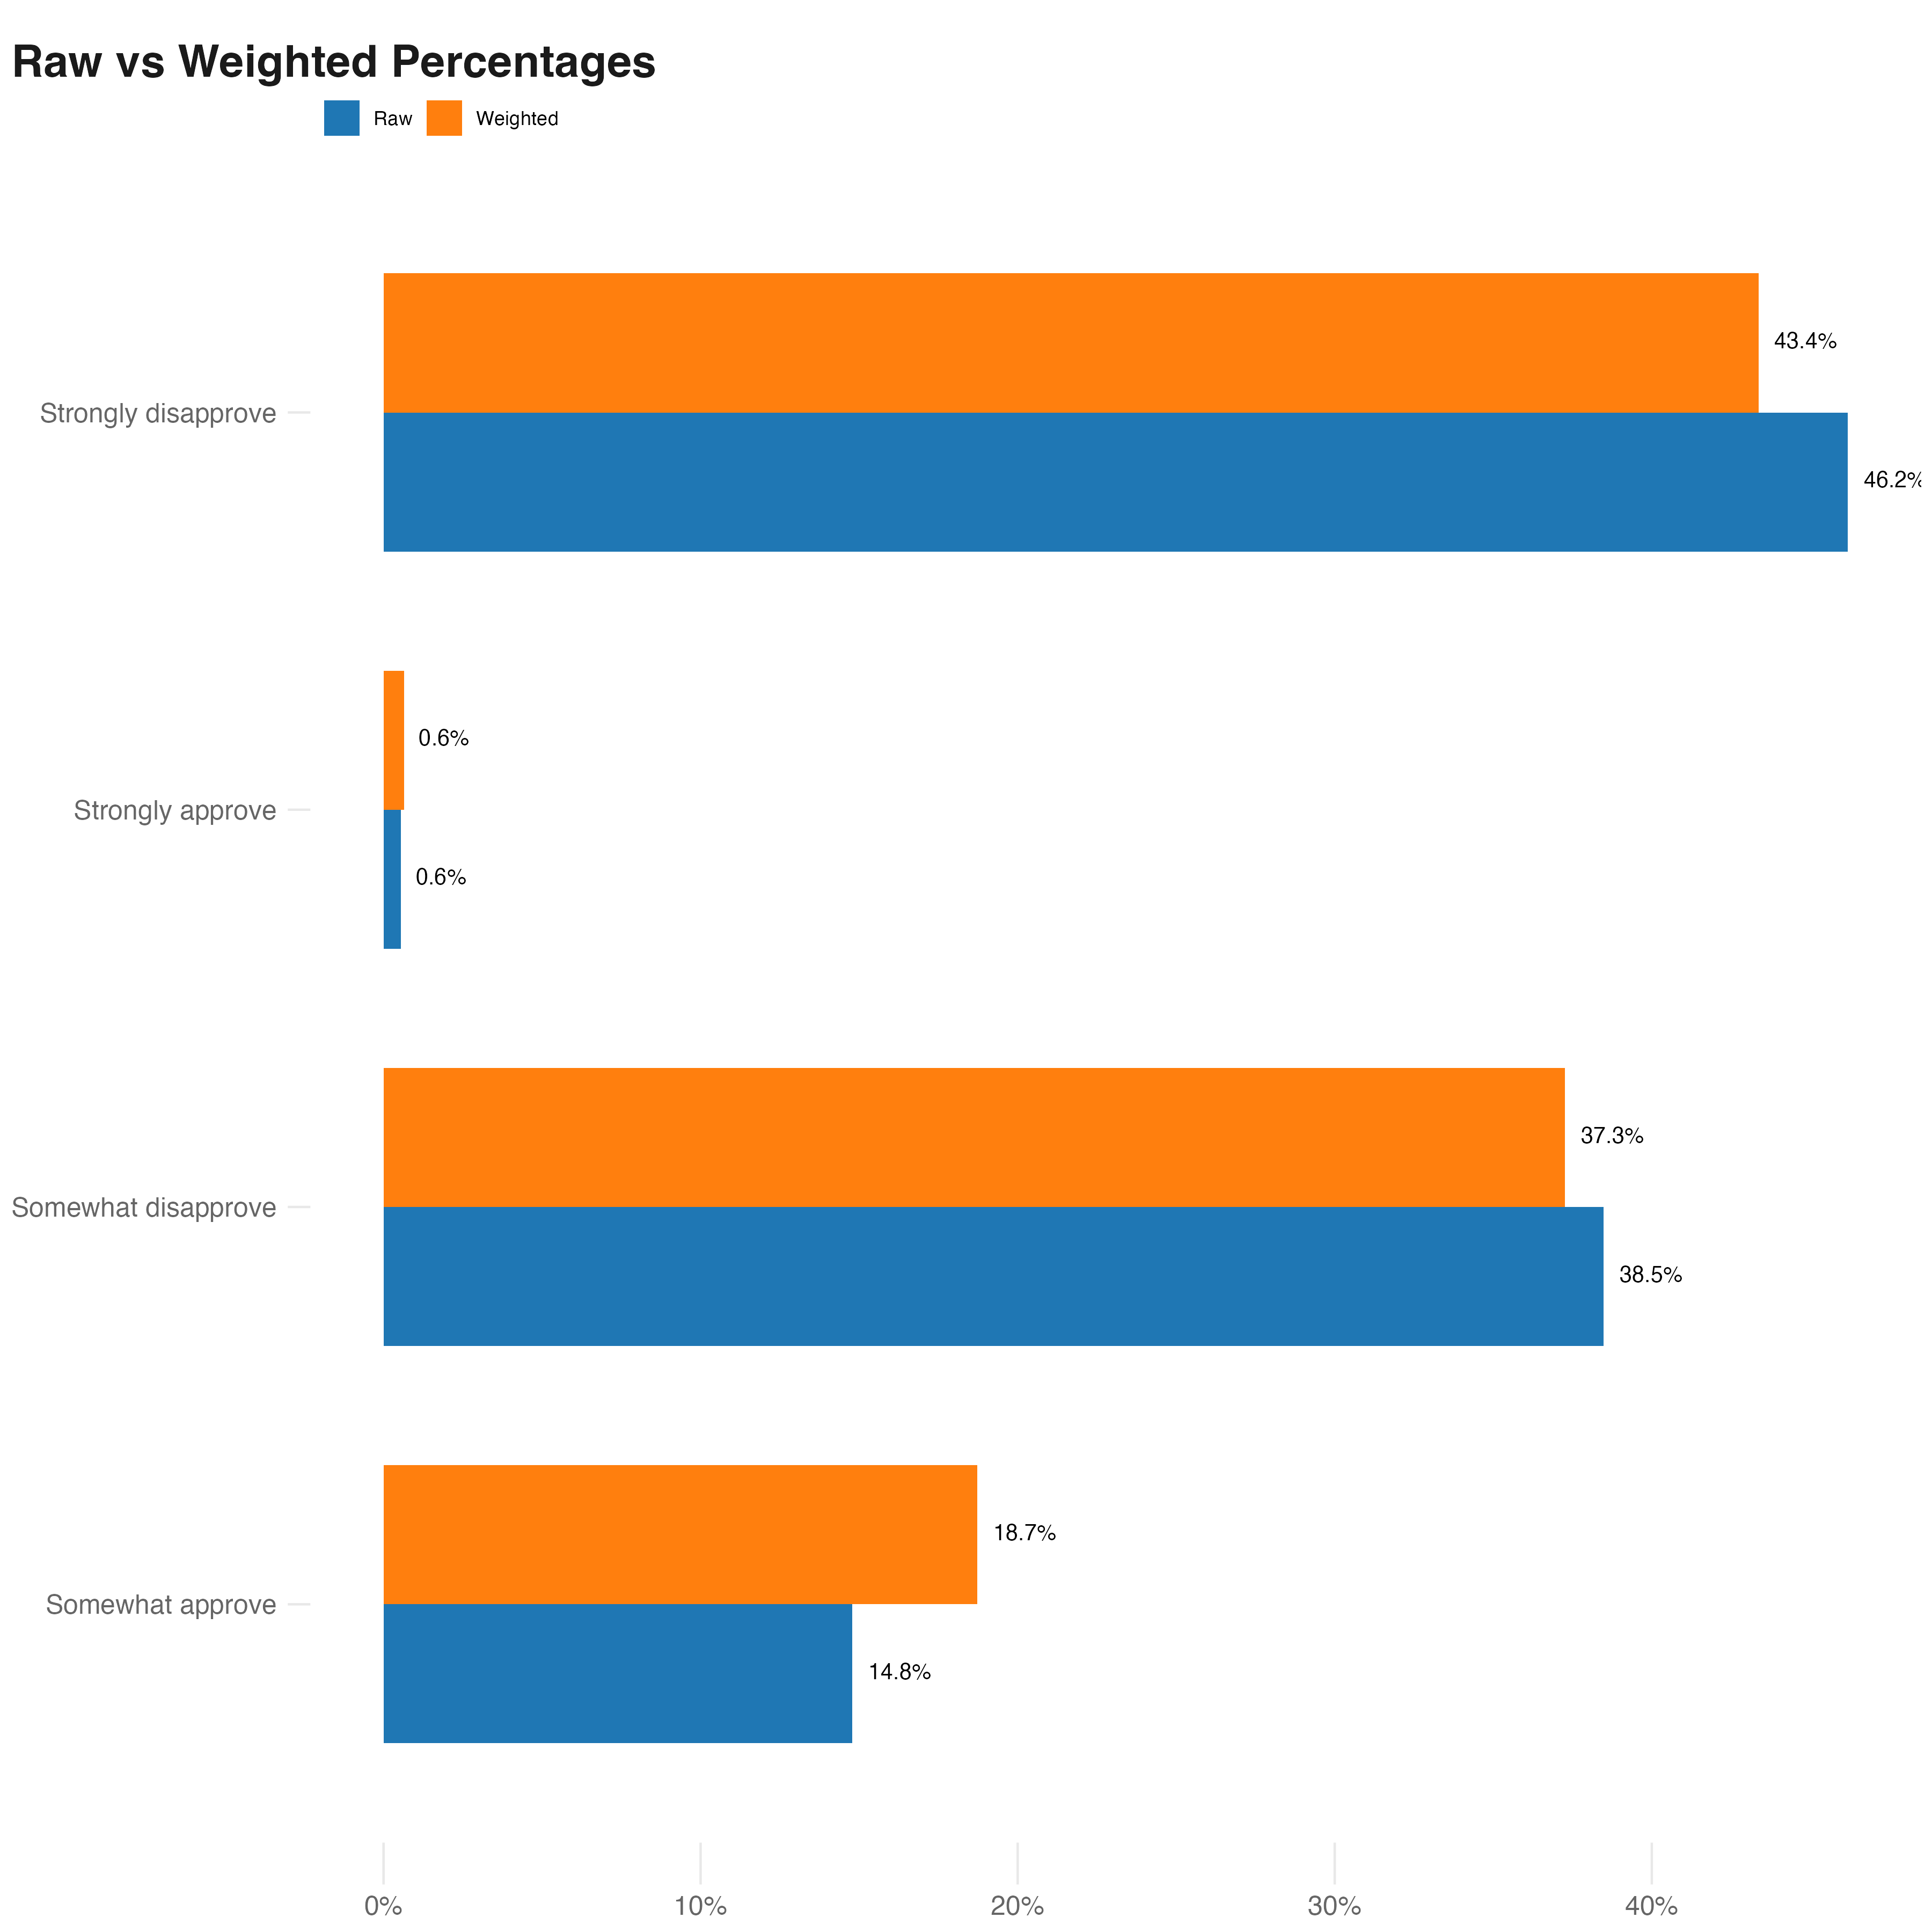 Raw vs Weighted Percentages
Raw Weighted
Strongly disapprove
43.4%
46.2%
Strongly approve
0.6%
0.6%
Somewhat disapprove
37.3%
38.5%
Somewhat approve
18.7%
14.8%
0% 10% 20% 30% 40%